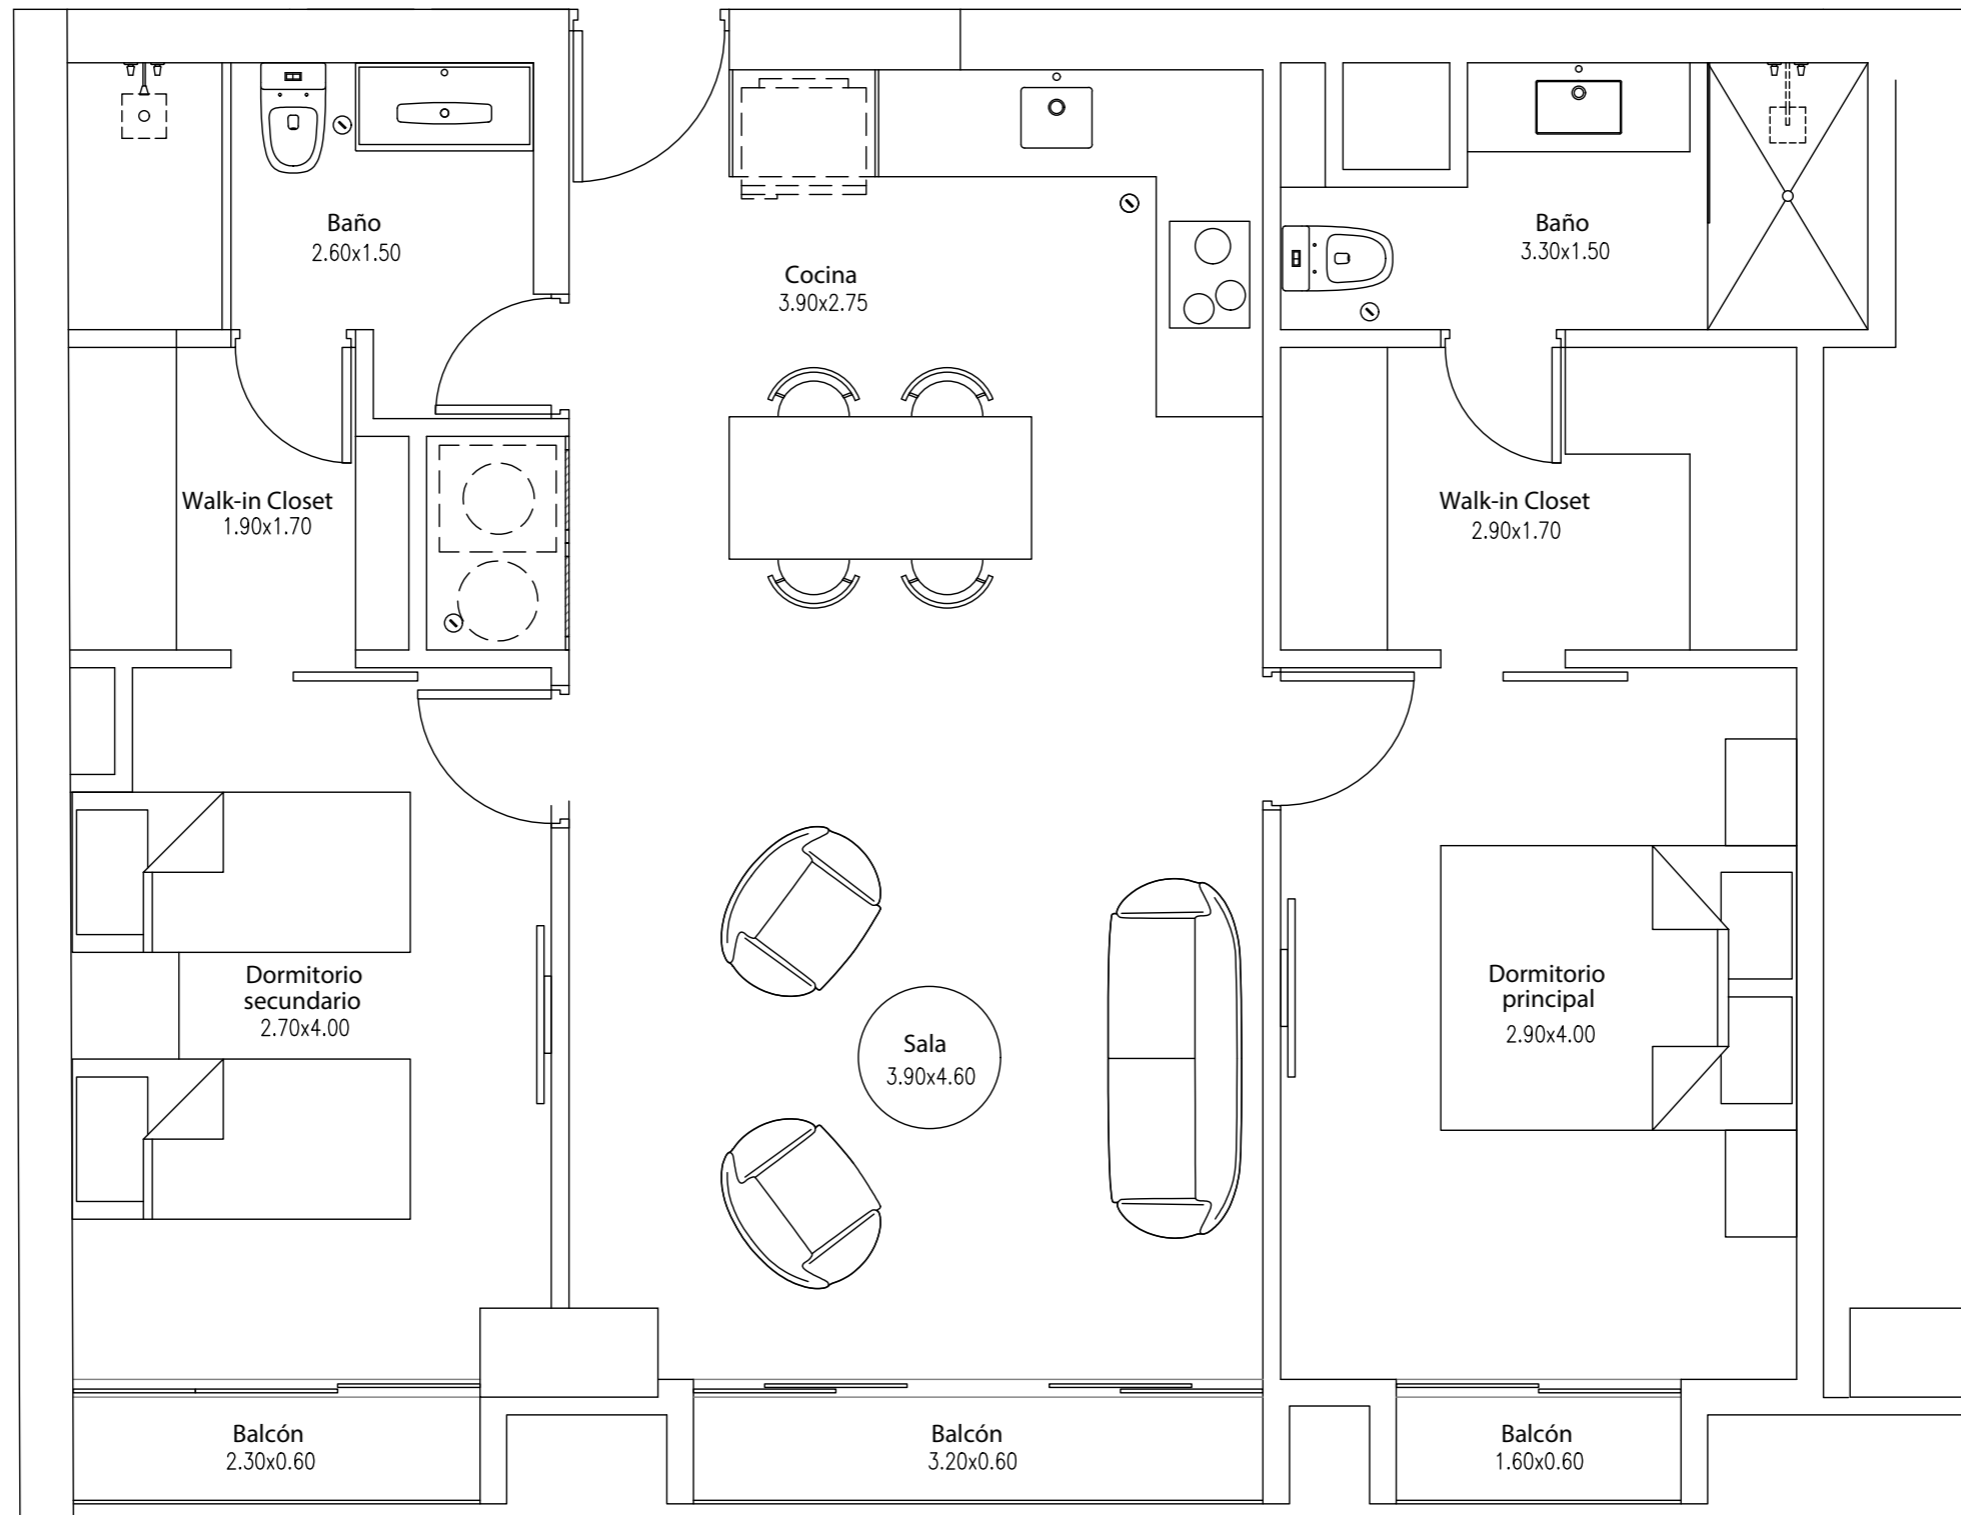 Baño
2.60x1.50
Baño
3.30x1.50
Cocina
3.90x2.75
Walk-in Closet
1.90x1.70
Walk-in Closet
2.90x1.70
Dormitorio
secundario
2.70x4.00
Sala
3.90x4.60
Dormitorio
principal
2.90x4.00
Balcón
2.30x0.60
Balcón
3.20x0.60
Balcón
1.60x0.60